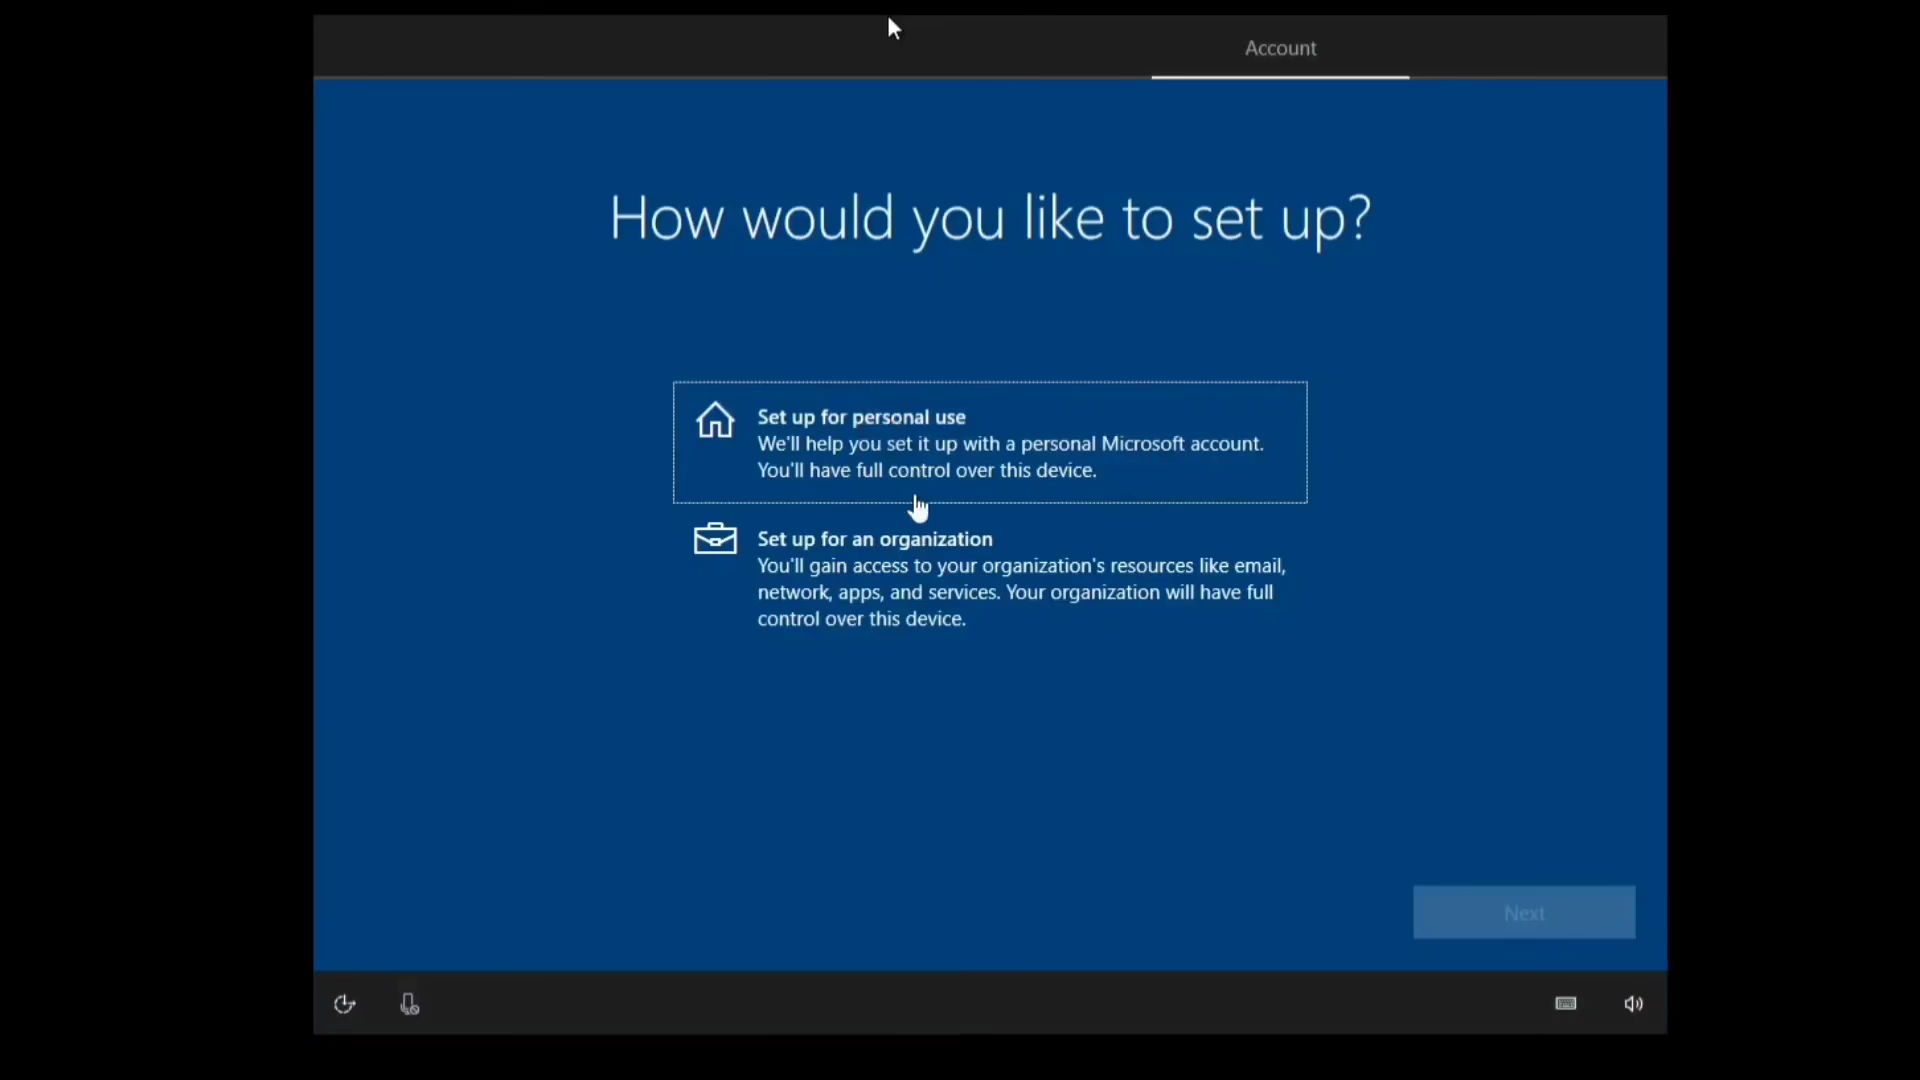 Account
How would you like to set up?
Set up for personal use
We'll help you set it up with a personal Microsoft account.
You'll have full control over this device.
Set up for an organization
You'll gain access to your organization's resources like email,
network, apps, and services. Your organization will have full
control over this device.
Next